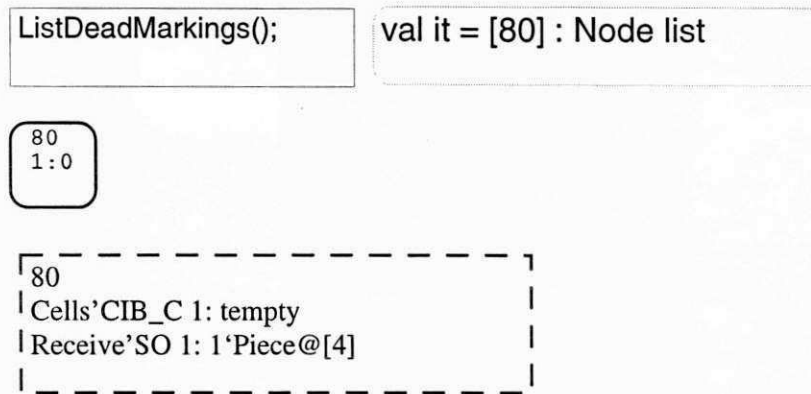 ListDeadMarkings();
val it = [80] : Node list
80
1:0
80
Cells’CIB_C 1: tempty
Receive’SO 1: 1‘Piece@[4]